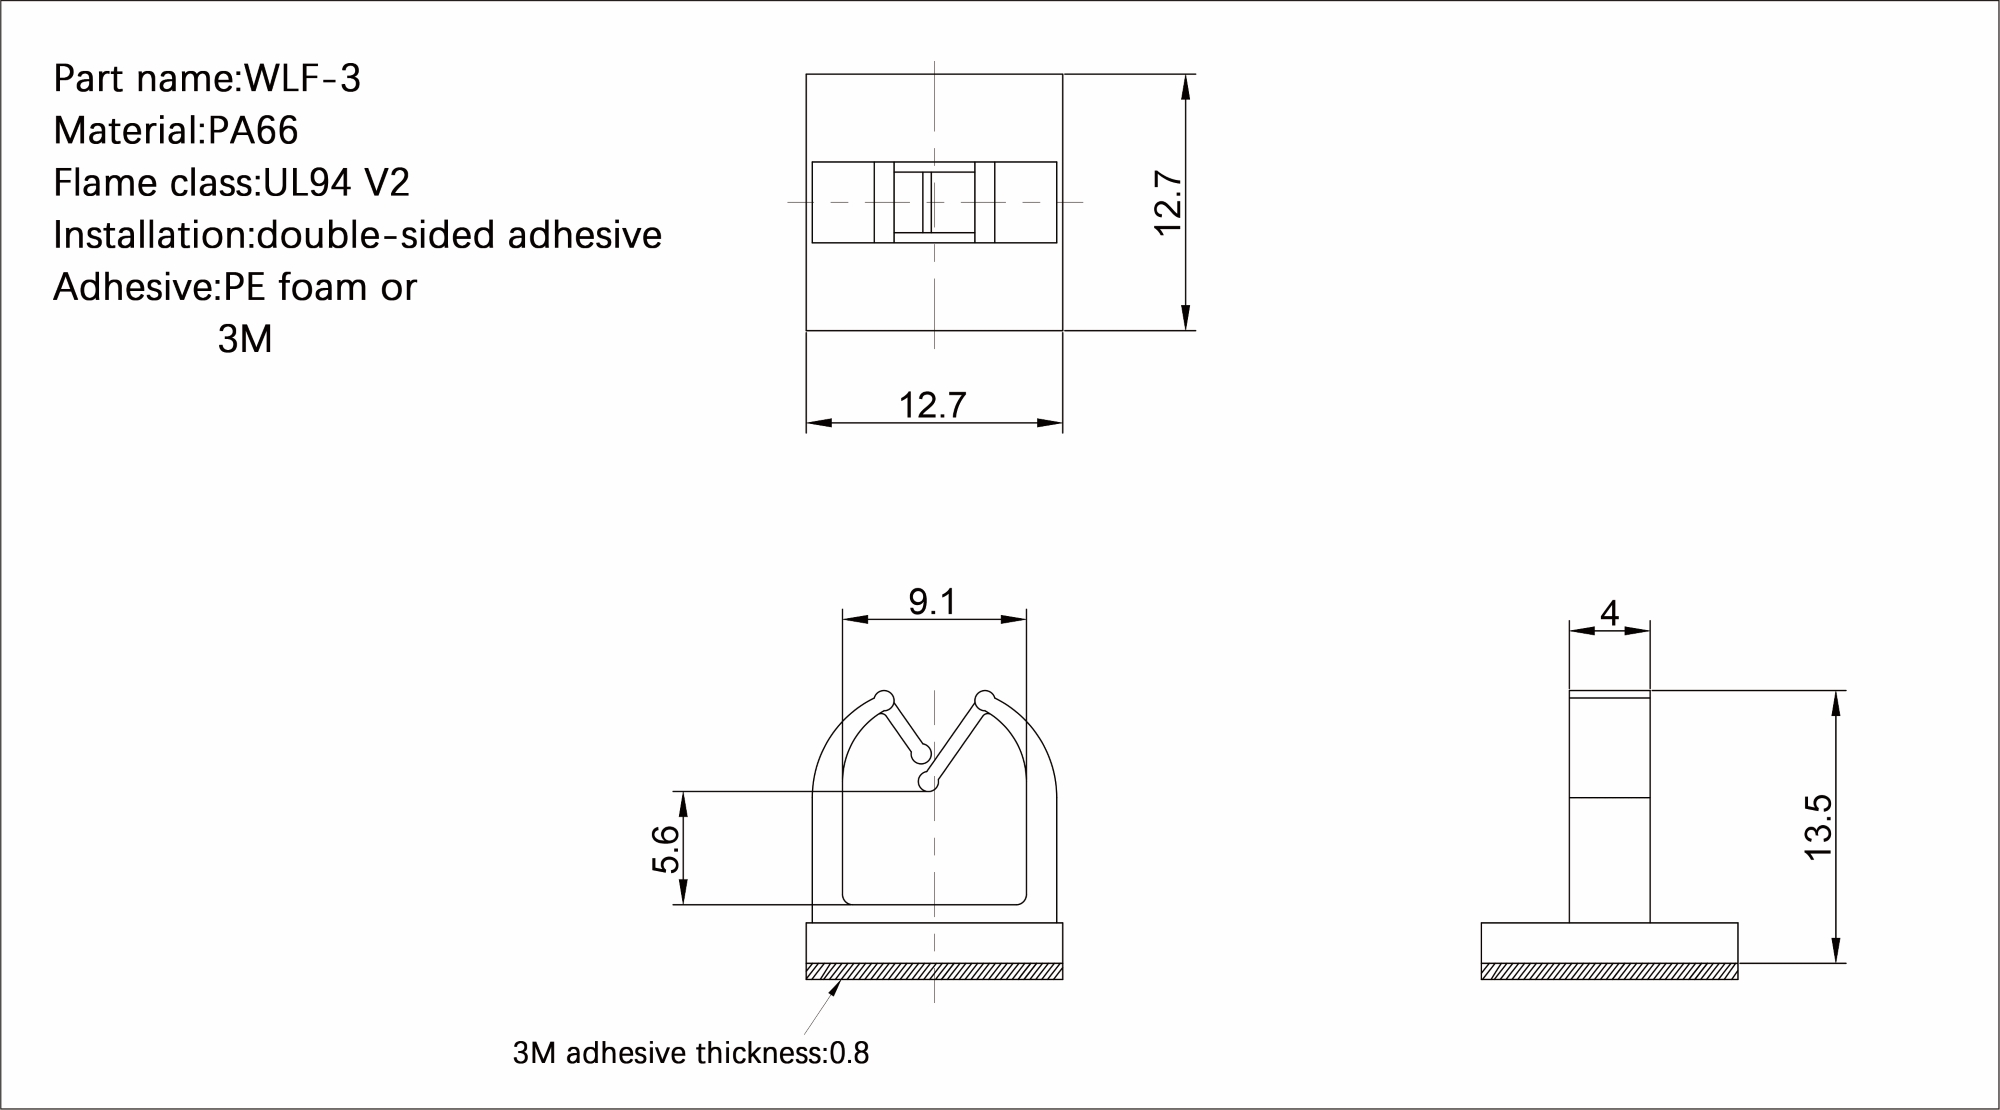 Part name:WLF-3
Material:PA66
Flame class:UL94 V2
Installation:double-sided adhesive
Adhesive:PE foam or
3M
12.7
12.7
9.1
4
5.6
13.5
3M adhesive thickness:0.8